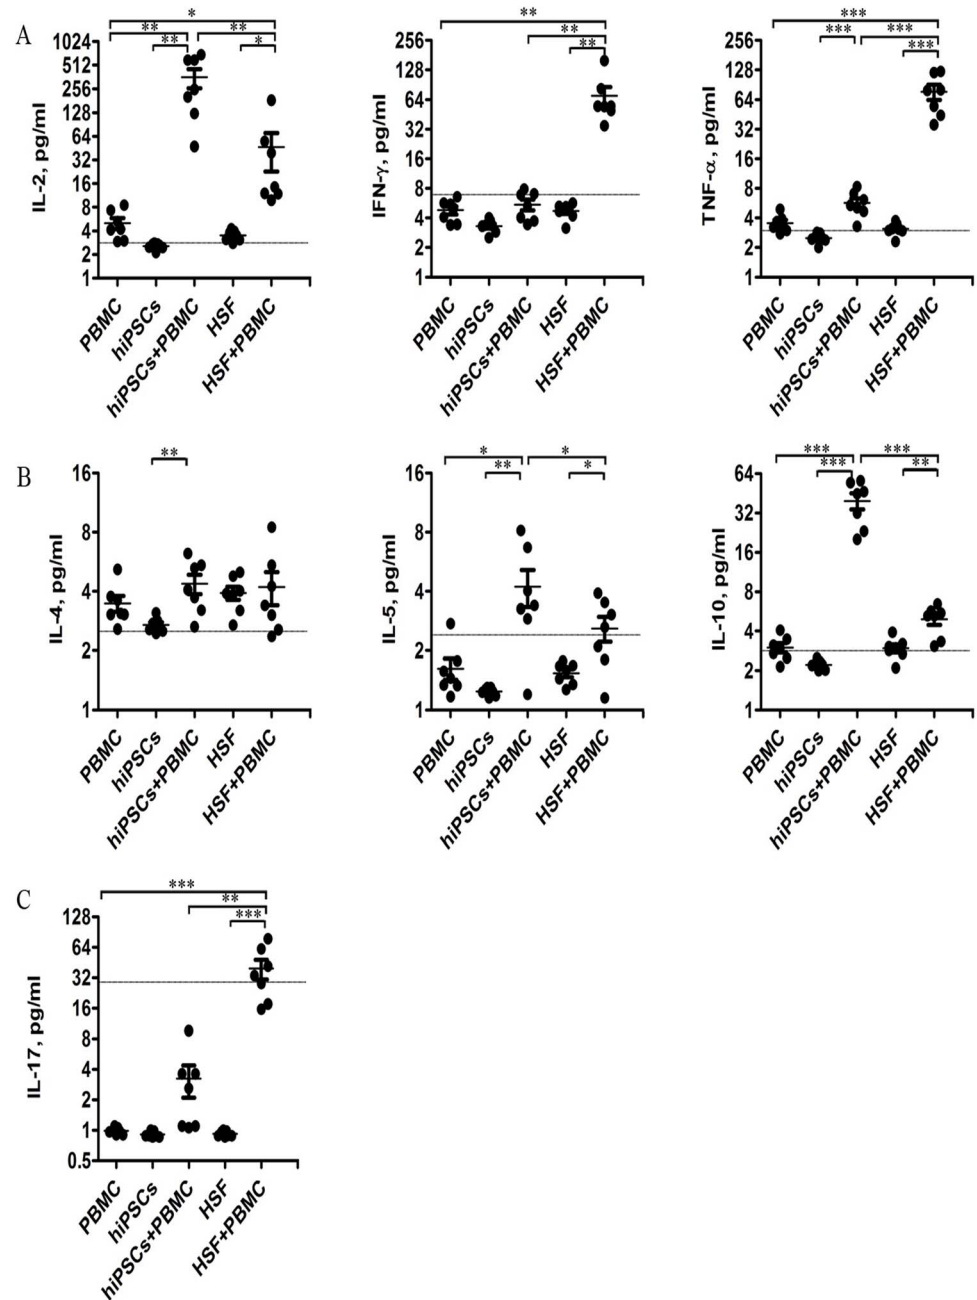 A
*
**
**
**
*
1024
512
256
128
64
32
16
8
4
2
1
IL-2, pg/ml
PBMC
hiPSCs
hiPSCs+PBMC
HSF
HSF+PBMC
**
**
**
256
128
64
32
16
8
4
2
1
IFN-γ, pg/ml
PBMC
hiPSCs
hiPSCs+PBMC
HSF
HSF+PBMC
***
***
***
***
256
128
64
32
16
8
4
2
1
TNF-α, pg/ml
PBMC
hiPSCs
hiPSCs+PBMC
HSF
HSF+PBMC
B
**
16
8
4
2
1
IL-4, pg/ml
PBMC
hiPSCs
hiPSCs+PBMC
HSF
HSF+PBMC
*
*
**
*
16
8
4
2
1
IL-5, pg/ml
PBMC
hiPSCs
hiPSCs+PBMC
HSF
HSF+PBMC
***
***
***
**
64
32
16
8
4
2
1
IL-10, pg/ml
PBMC
hiPSCs
hiPSCs+PBMC
HSF
HSF+PBMC
C
***
**
***
128
64
32
16
8
4
2
1
0.5
IL-17, pg/ml
PBMC
hiPSCs
hiPSCs+PBMC
HSF
HSF+PBMC